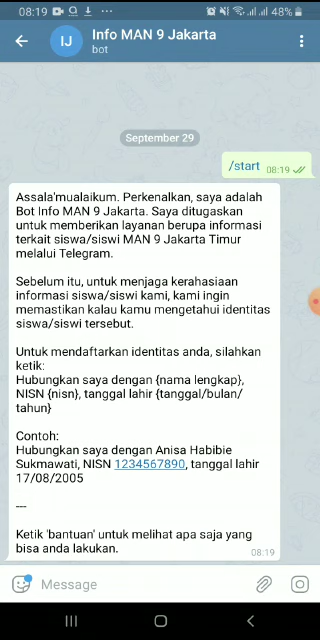 08:19 48%
IJ Info MAN 9 Jakarta
bot
September 29
/start 08:19
Assala'mualaikum. Perkenalkan, saya adalah
Bot Info MAN 9 Jakarta. Saya ditugaskan
untuk memberikan layanan berupa informasi
terkait siswa/siswi MAN 9 Jakarta Timur
melalui Telegram.
Sebelum itu, untuk menjaga kerahasiaan
informasi siswa/siswi kami, kami ingin
memastikan kalau kamu mengetahui identitas
siswa/siswi tersebut.
Untuk mendaftarkan identitas anda, silahkan
ketik:
Hubungkan saya dengan {nama lengkap},
NISN {nisn}, tanggal lahir {tanggal/bulan/
tahun}
Contoh:
Hubungkan saya dengan Anisa Habibie
Sukmawati, NISN 1234567890, tanggal lahir
17/08/2005
---
Ketik 'bantuan' untuk melihat apa saja yang
bisa anda lakukan.
08:19
Message